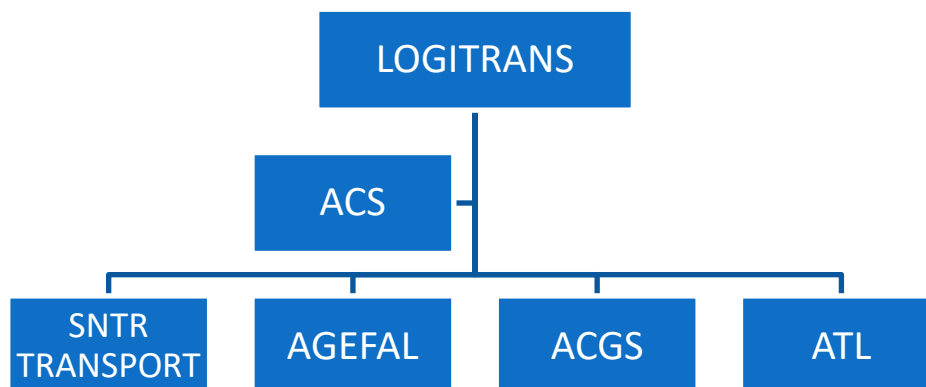 LOGITRANS
ACS
SNTR
TRANSPORT
AGEFAL
ACGS
ATL